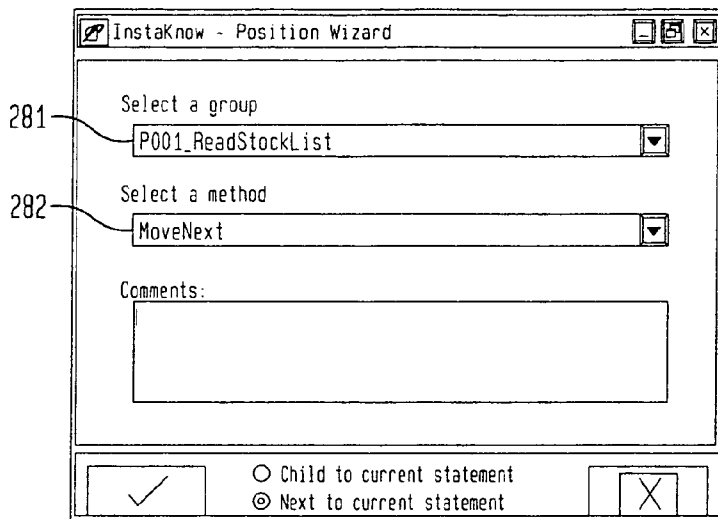 InstaKnow - Position Wizard
Select a group
281
P001_ReadStockList
Select a method
282
MoveNext
Comments:
Child to current statement
Next to current statement